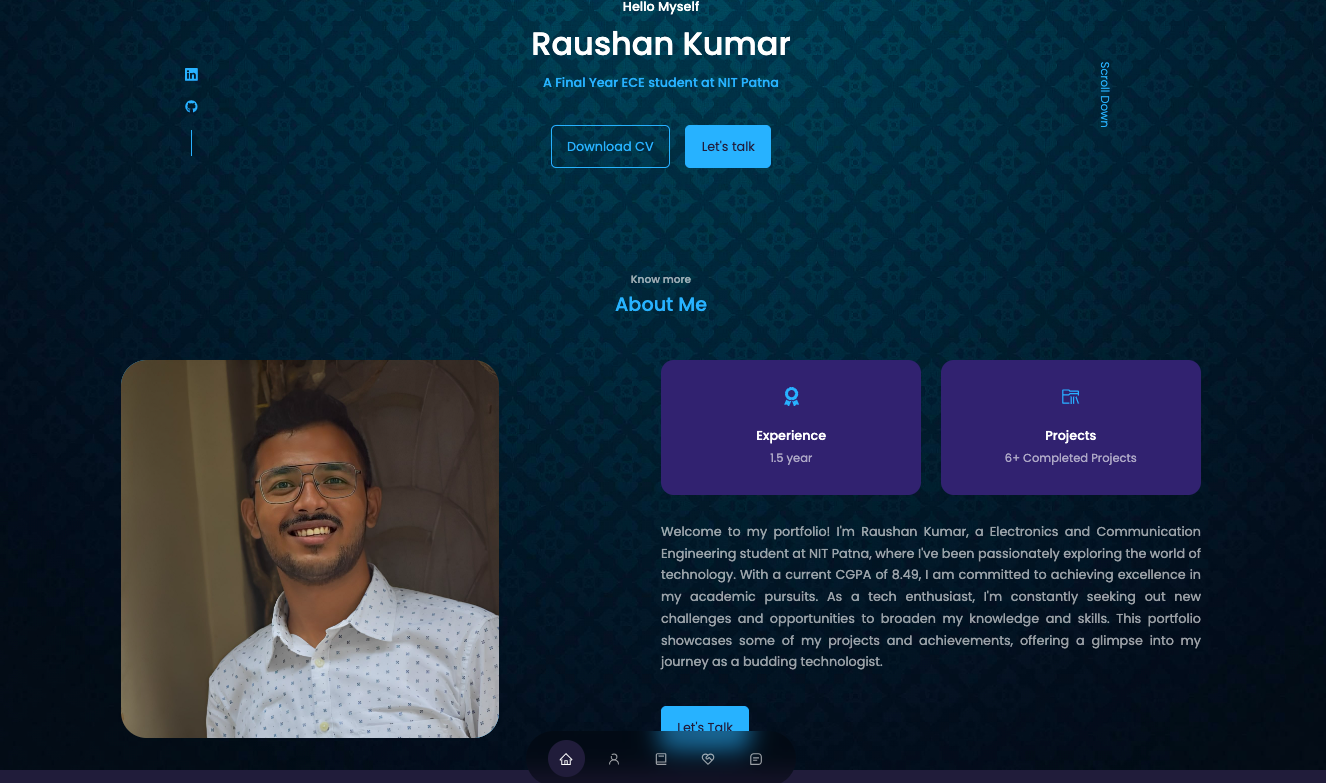 Hello Myself
Raushan Kumar
A Final Year ECE student at NIT Patna
Scroll Down
Download CV
Let's talk
Know more
About Me
Experience
1.5 year
Projects
6+ Completed Projects
Welcome to my portfolio! I'm Raushan Kumar, a Electronics and Communication
Engineering student at NIT Patna, where I've been passionately exploring the world of
technology. With a current CGPA of 8.49, I am committed to achieving excellence in
my academic pursuits. As a tech enthusiast, I'm constantly seeking out new
challenges and opportunities to broaden my knowledge and skills. This portfolio
showcases some of my projects and achievements, offering a glimpse into my
journey as a budding technologist.
Let's Talk